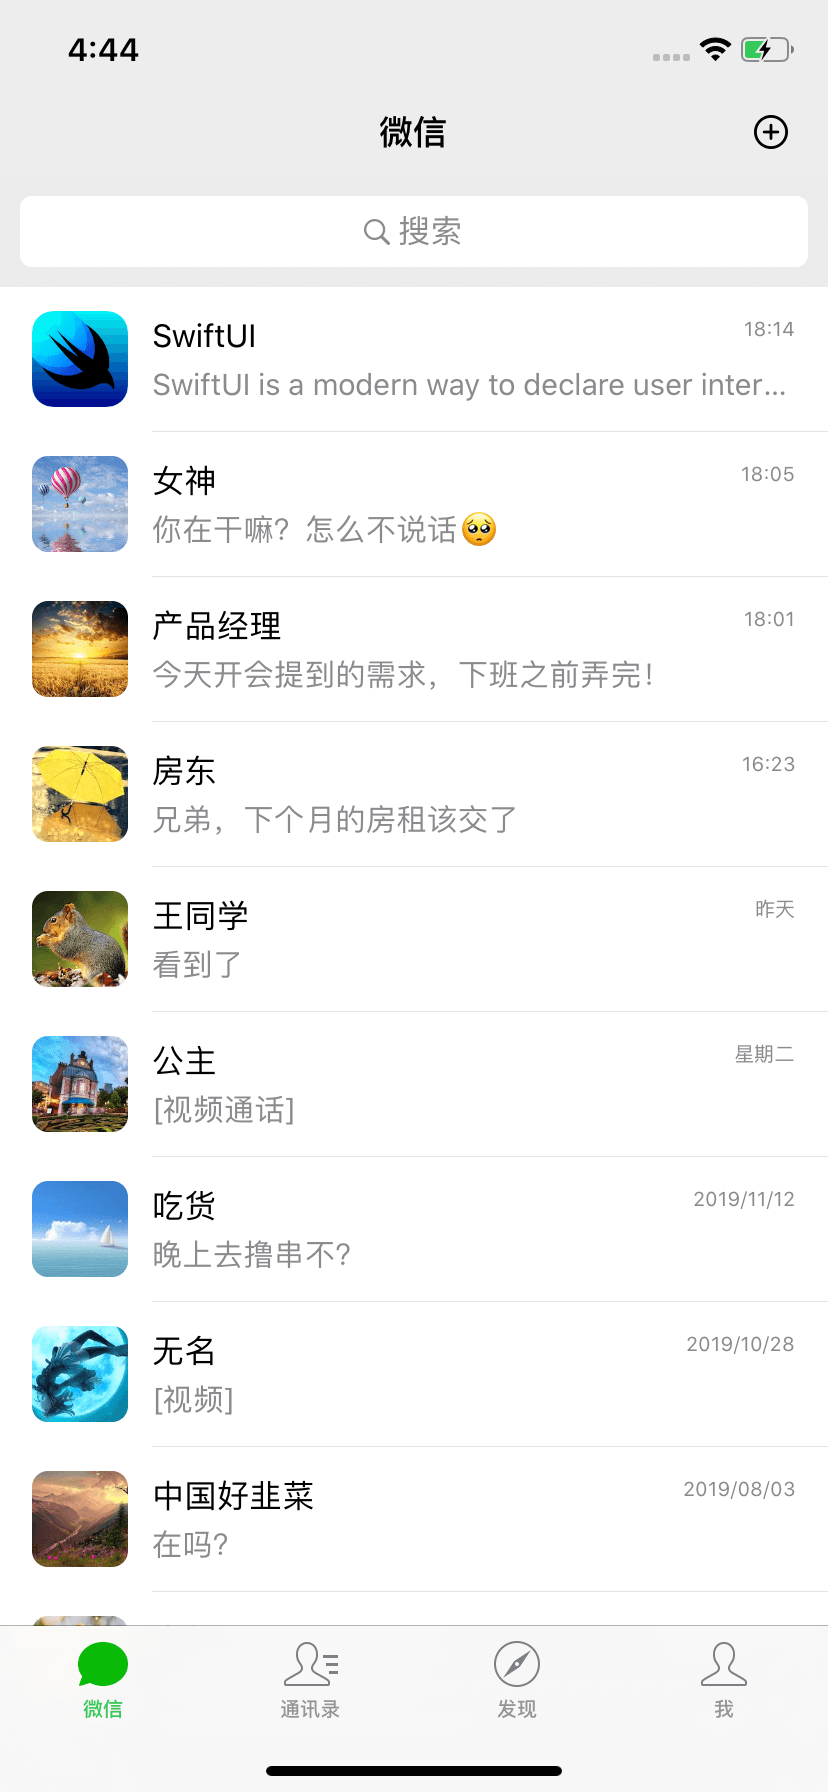 4:44
微信
搜索
SwiftUI
18:14
SwiftUI is a modern way to declare user inter...
女神
18:05
你在干嘛？怎么不说话🥺
产品经理
18:01
今天开会提到的需求，下班之前弄完！
房东
16:23
兄弟，下个月的房租该交了
王同学
昨天
看到了
公主
星期二
[视频通话]
吃货
2019/11/12
晚上去撸串不？
无名
2019/10/28
[视频]
中国好韭菜
2019/08/03
在吗？
微信
通讯录
发现
我